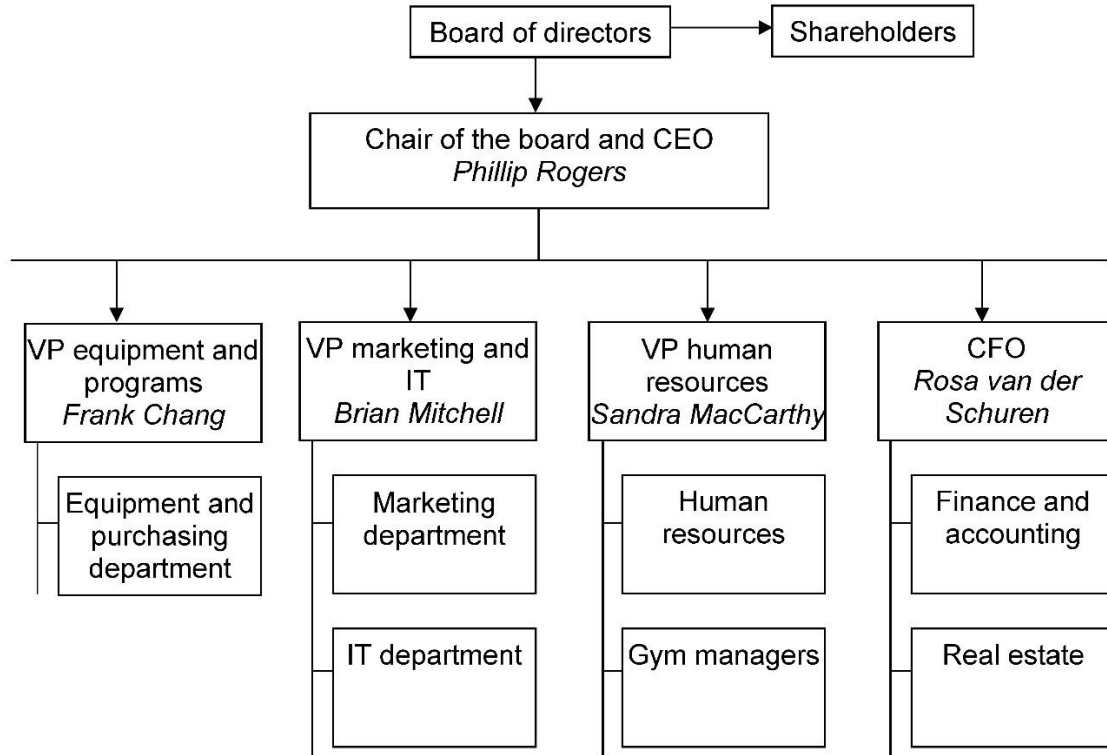 Board of directors
Shareholders
Chair of the board and CEO
Phillip Rogers
VP equipment and
programs
Frank Chang
VP marketing and
IT
Brian Mitchell
VP human
resources
Sandra MacCarthy
CFO
Rosa van der
Schuren
Equipment and
purchasing
department
Marketing
department
Human
resources
Finance and
accounting
IT department
Gym managers
Real estate